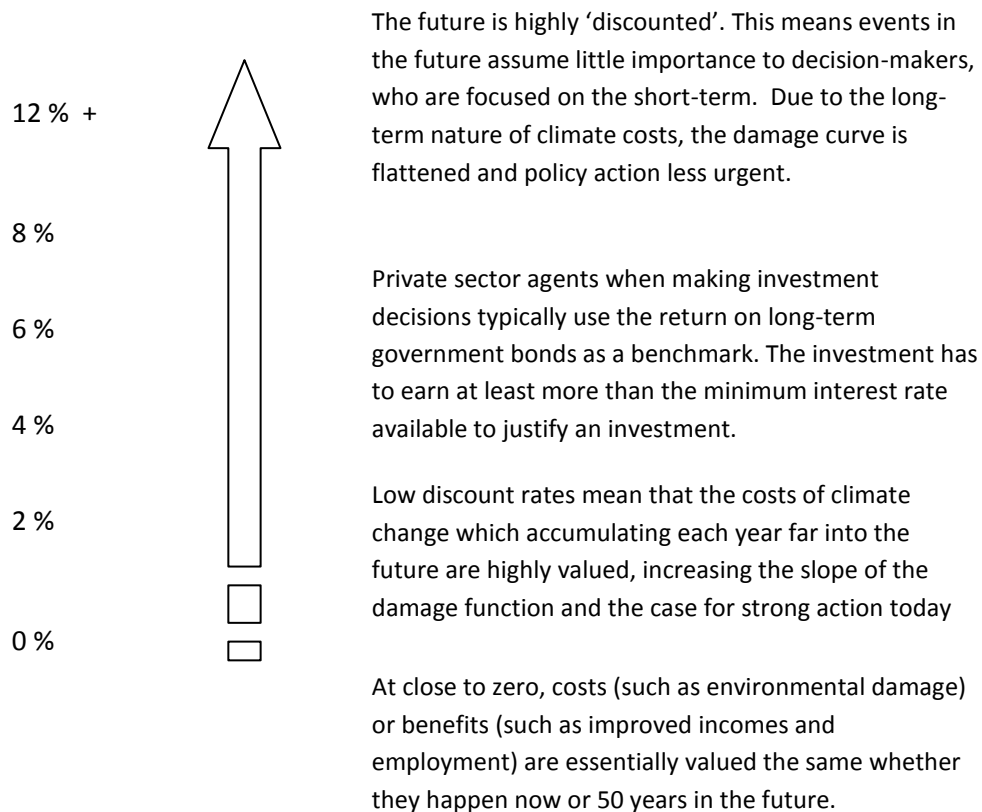 The future is highly ‘discounted’. This means events in
the future assume little importance to decision-makers,
12 % +
who are focused on the short-term.  Due to the long-
term nature of climate costs, the damage curve is
flattened and policy action less urgent.
8 %
Private sector agents when making investment
6 %
decisions typically use the return on long-term
government bonds as a benchmark. The investment has
to earn at least more than the minimum interest rate
4 %
available to justify an investment.
Low discount rates mean that the costs of climate
2 %
change which accumulating each year far into the
future are highly valued, increasing the slope of the
damage function and the case for strong action today
0 %
At close to zero, costs (such as environmental damage)
or benefits (such as improved incomes and
employment) are essentially valued the same whether
they happen now or 50 years in the future.